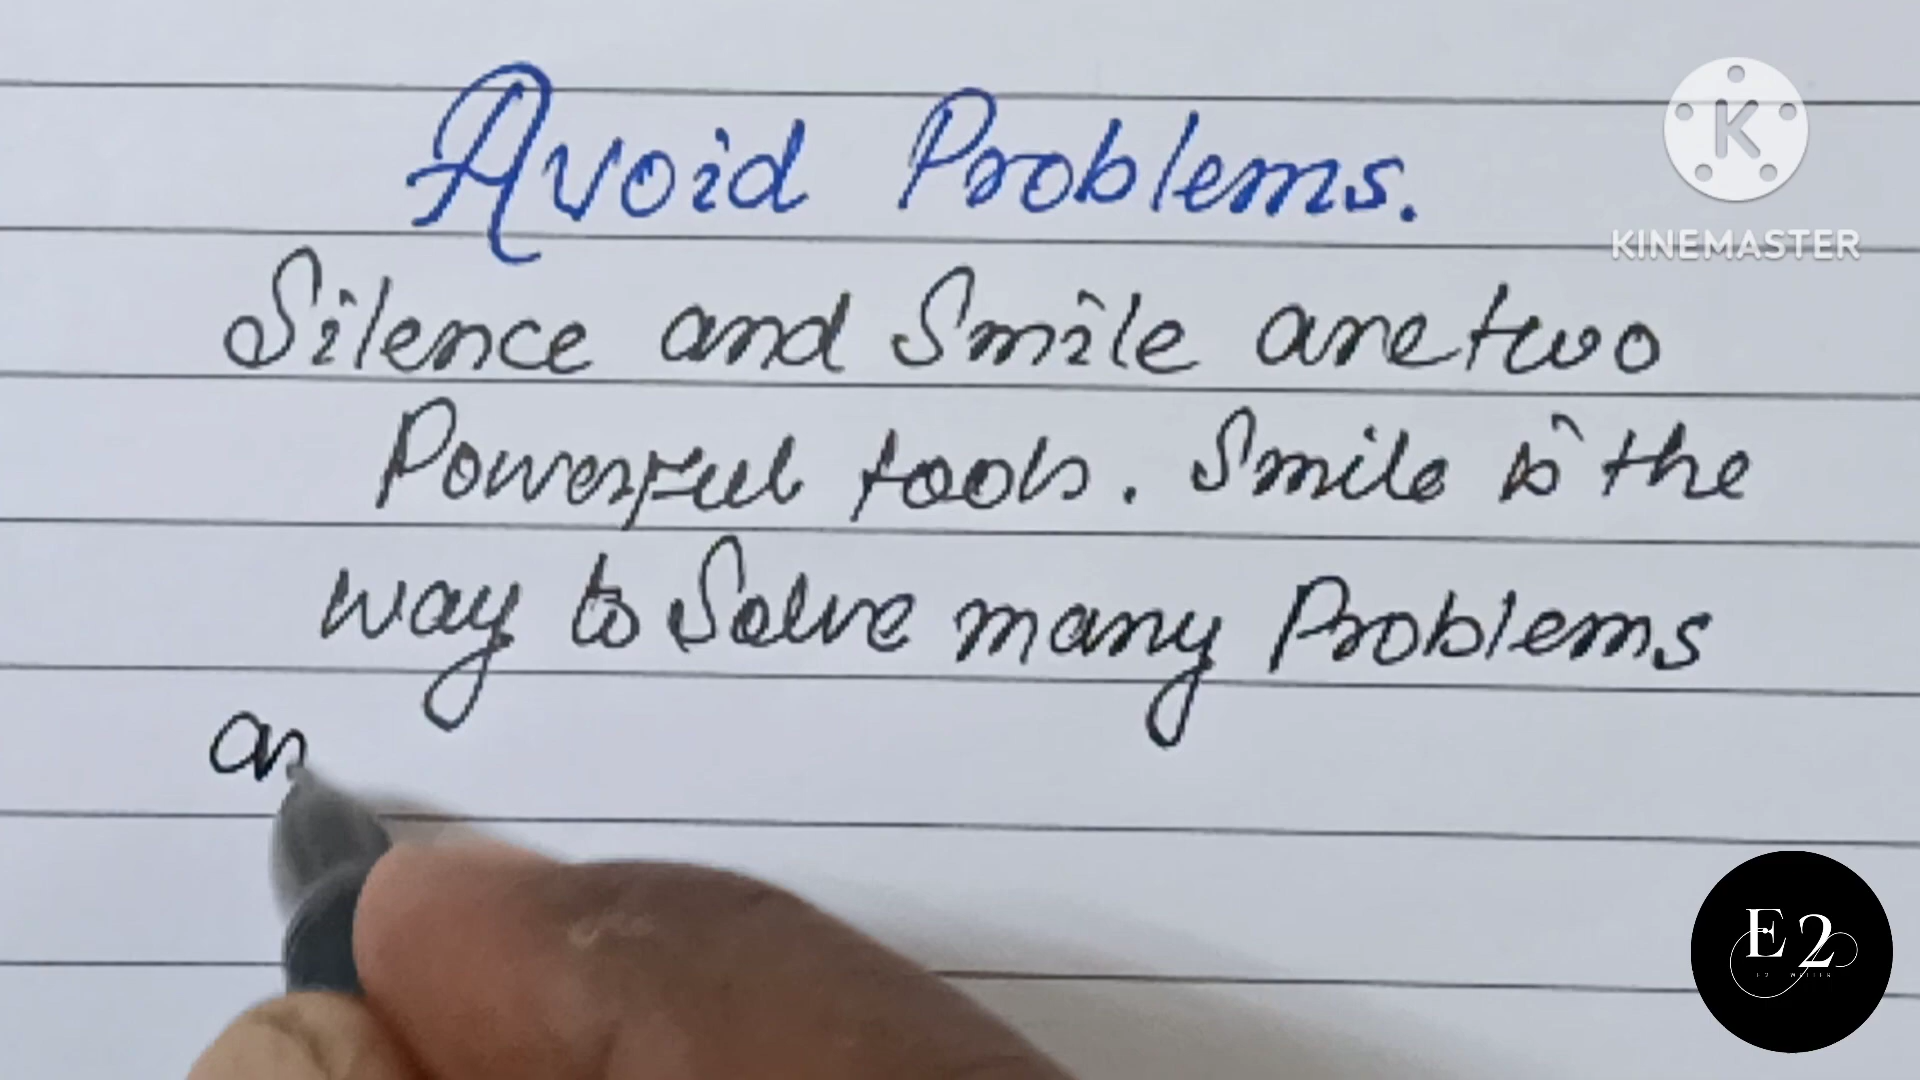 Avoid Problems.
Silence and Smile are two
Powerful tools. Smile is the
way to Solve many Problems
an
KINEMASTER
E2